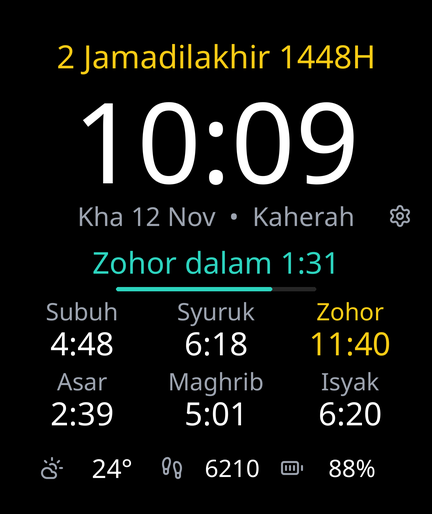 2 Jamadilakhir 1448H
10:09
Kha 12 Nov • Kaherah
Zohor dalam 1:31
Subuh Syuruk Zohor
4:48 6:18 11:40
Asar Maghrib Isyak
2:39 5:01 6:20
24° 6210 88%